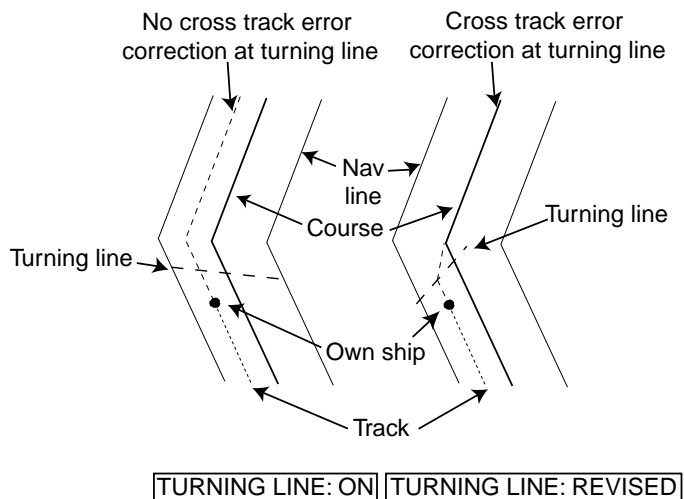 No cross track error
correction at turning line
Cross track error
correction at turning line
Nav
line
Turning line
Course
Turning line
Own ship
Track
TURNING LINE: ON
TURNING LINE: REVISED